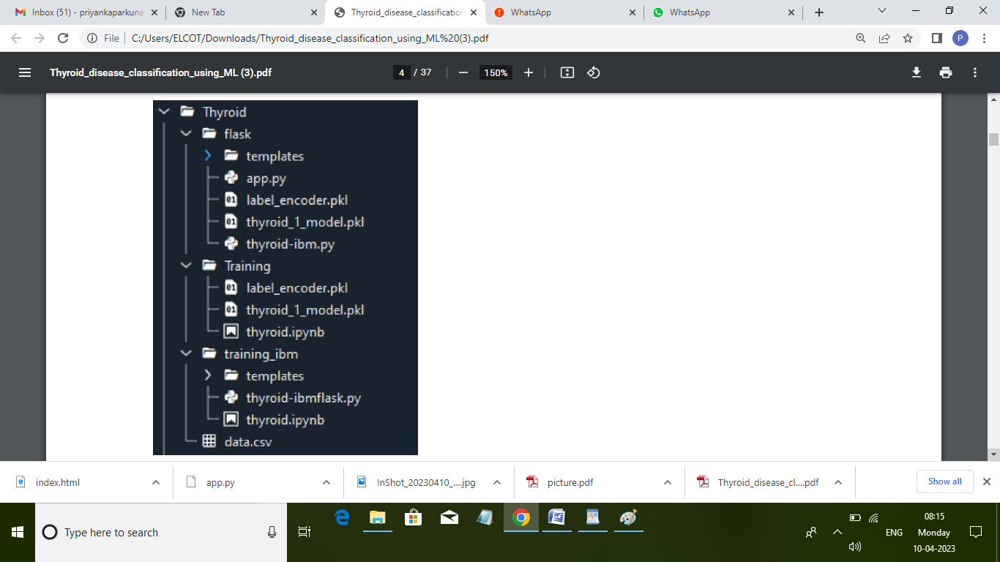 Inbox (51) - priyankaparkuna
New Tab
Thyroid_disease_classification
WhatsApp
WhatsApp
File
C:/Users/ELCOT/Downloads/Thyroid_disease_classification_using_ML%20(3).pdf
P
Thyroid_disease_classification_using_ML (3).pdf
4 / 37
150%
Thyroid
flask
templates
app.py
label_encoder.pkl
thyroid_1_model.pkl
thyroid-ibm.py
Training
label_encoder.pkl
thyroid_1_model.pkl
thyroid.ipynb
training_ibm
templates
thyroid-ibmflask.py
thyroid.ipynb
data.csv
index.html
app.py
InShot_20230410_....jpg
picture.pdf
Thyroid_disease_cl....pdf
Show all
Type here to search
ENG
08:15
Monday
10-04-2023